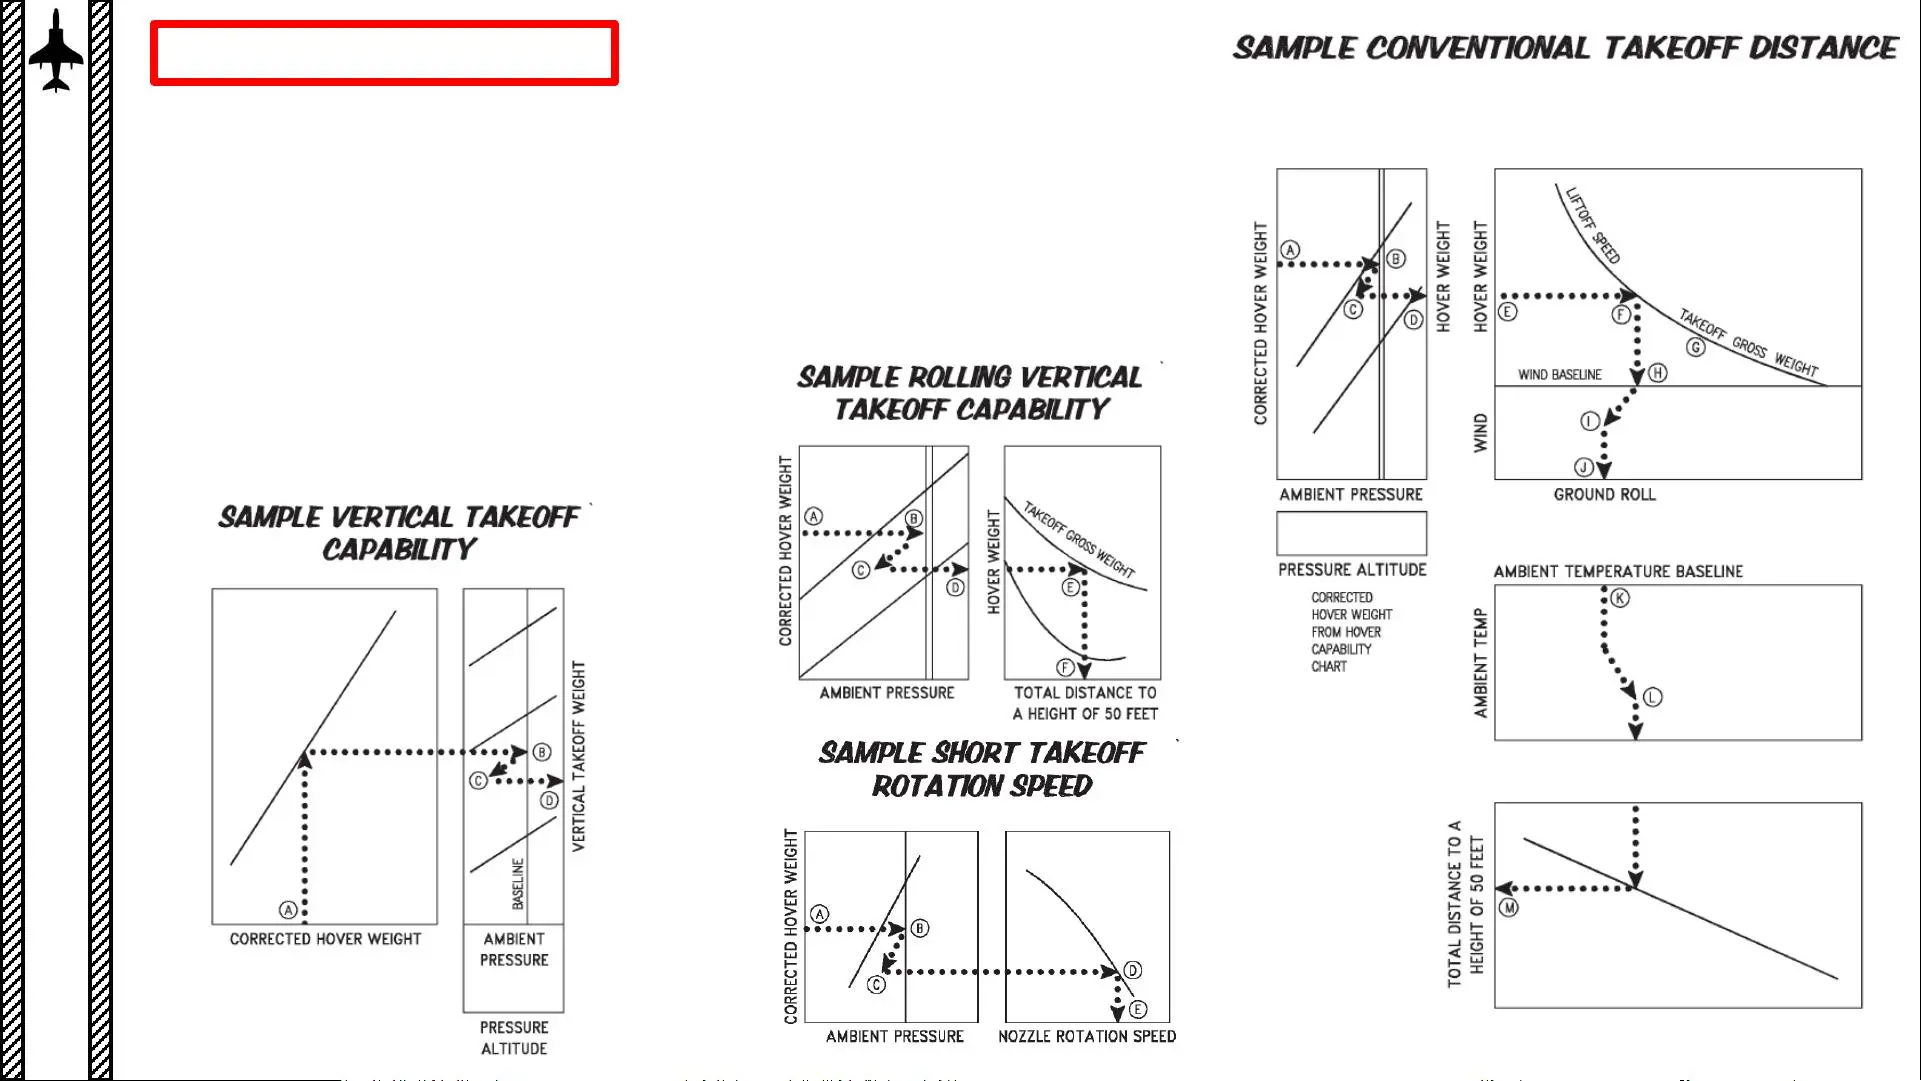 SAMPLE CONVENTIONAL TAKEOFF DISTANCE
CORRECTED HOVER WEIGHT
A
B
C
D
HOVER WEIGHT
AMBIENT PRESSURE
PRESSURE ALTITUDE
CORRECTED
HOVER WEIGHT
FROM HOVER
CAPABILITY
CHART
HOVER WEIGHT
LIFTOFF SPEED
E
F
TAKEOFF GROSS WEIGHT
G
WIND BASELINE
H
WIND
I
J
GROUND ROLL
AMBIENT TEMPERATURE BASELINE
AMBIENT TEMP
K
L
TOTAL DISTANCE TO A
HEIGHT OF 50 FEET
M
SAMPLE ROLLING VERTICAL
TAKEOFF CAPABILITY
CORRECTED HOVER WEIGHT
A
B
C
D
AMBIENT PRESSURE
HOVER WEIGHT
TAKEOFF GROSS WEIGHT
E
F
TOTAL DISTANCE TO
A HEIGHT OF 50 FEET
SAMPLE VERTICAL TAKEOFF
CAPABILITY
A
CORRECTED HOVER WEIGHT
B
C
D
BASELINE
VERTICAL TAKEOFF WEIGHT
AMBIENT
PRESSURE
PRESSURE
ALTITUDE
SAMPLE SHORT TAKEOFF
ROTATION SPEED
CORRECTED HOVER WEIGHT
A
B
C
AMBIENT PRESSURE
D
E
NOZZLE ROTATION SPEED